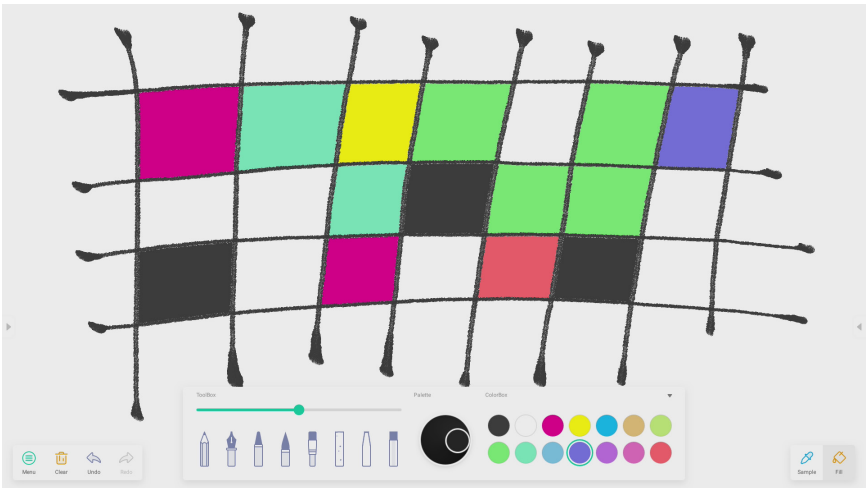 ToolBox
Palette
ColorBox
Menu
Clear
Undo
Redo
Sample
Fill